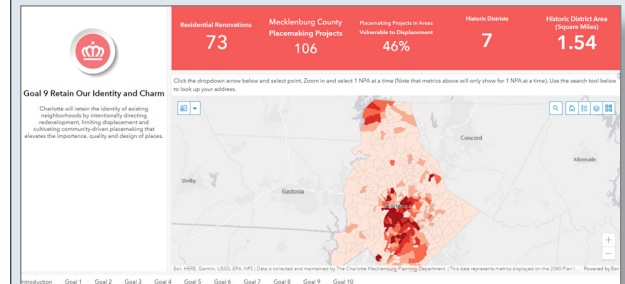 Residential Renovations
73
Mecklenburg County
Placemaking Projects
106
Placemaking Projects in Areas
Vulnerable to Displacement
46%
Historic Districts
7
Historic District Area
(Square Miles)
1.54
Goal 9 Retain Our Identity and Charm
Charlotte will retain the identity of existing
neighborhoods by intentionally directing
redevelopment, limiting displacement and
cultivating community-driven placemaking that
elevates the importance, quality and design of places.
Click the dropdown arrow below and select point. Zoom in and select 1 NPA at a time (Note that metrics above will only show for 1 NPA at a time). Use the search tool below
to look up your address.
Concord
Albemarle
Shelby
Gastonia
+
−
Esri, HERE, Garmin, USGS, EPA, NPS | Data is collected and maintained by The Charlotte Mecklenburg Planning Department | This data represents metrics displayed on the 2040 Plan I... Powered by Esri
Introduction Goal 1 Goal 2 Goal 3 Goal 4 Goal 5 Goal 6 Goal 7 Goal 8 Goal 9 Goal 10